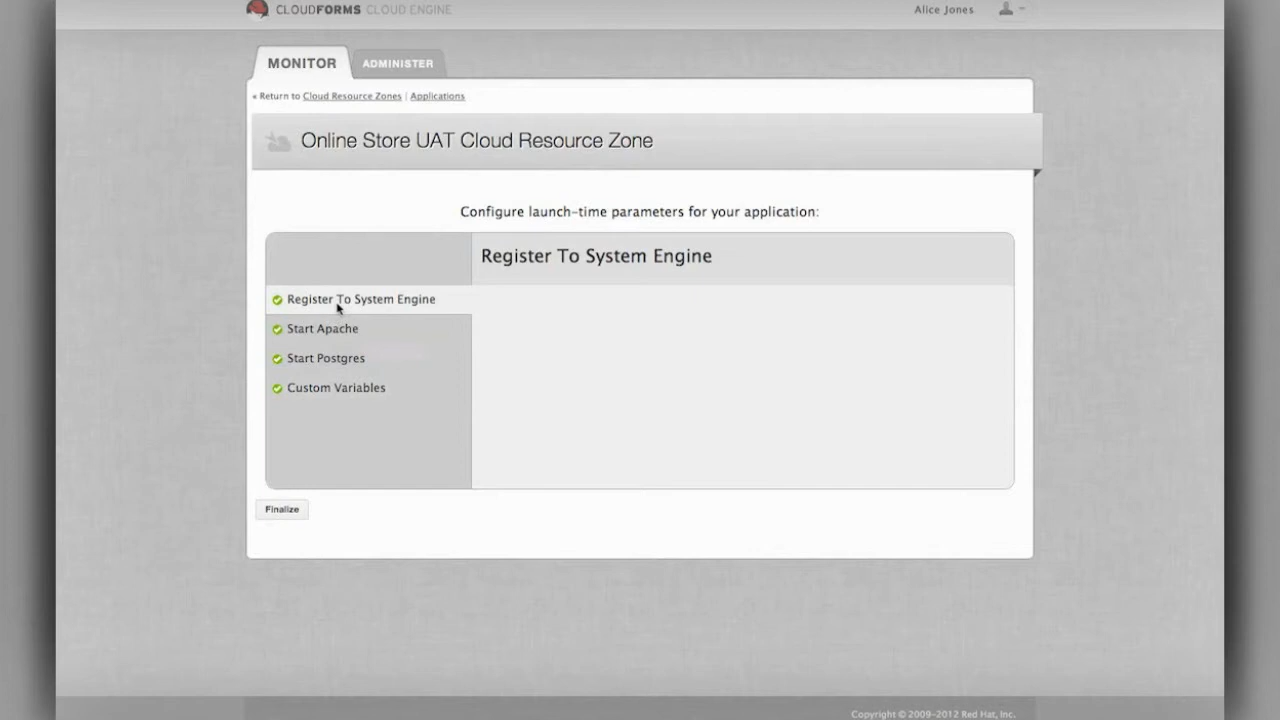 CLOUDFORMS CLOUD ENGINE
Alice Jones
MONITOR
ADMINISTER
« Return to Cloud Resource Zones | Applications
Online Store UAT Cloud Resource Zone
Configure launch-time parameters for your application:
Register To System Engine
Register To System Engine
Start Apache
Start Postgres
Custom Variables
Finalize
Copyright © 2009-2012 Red Hat, Inc.